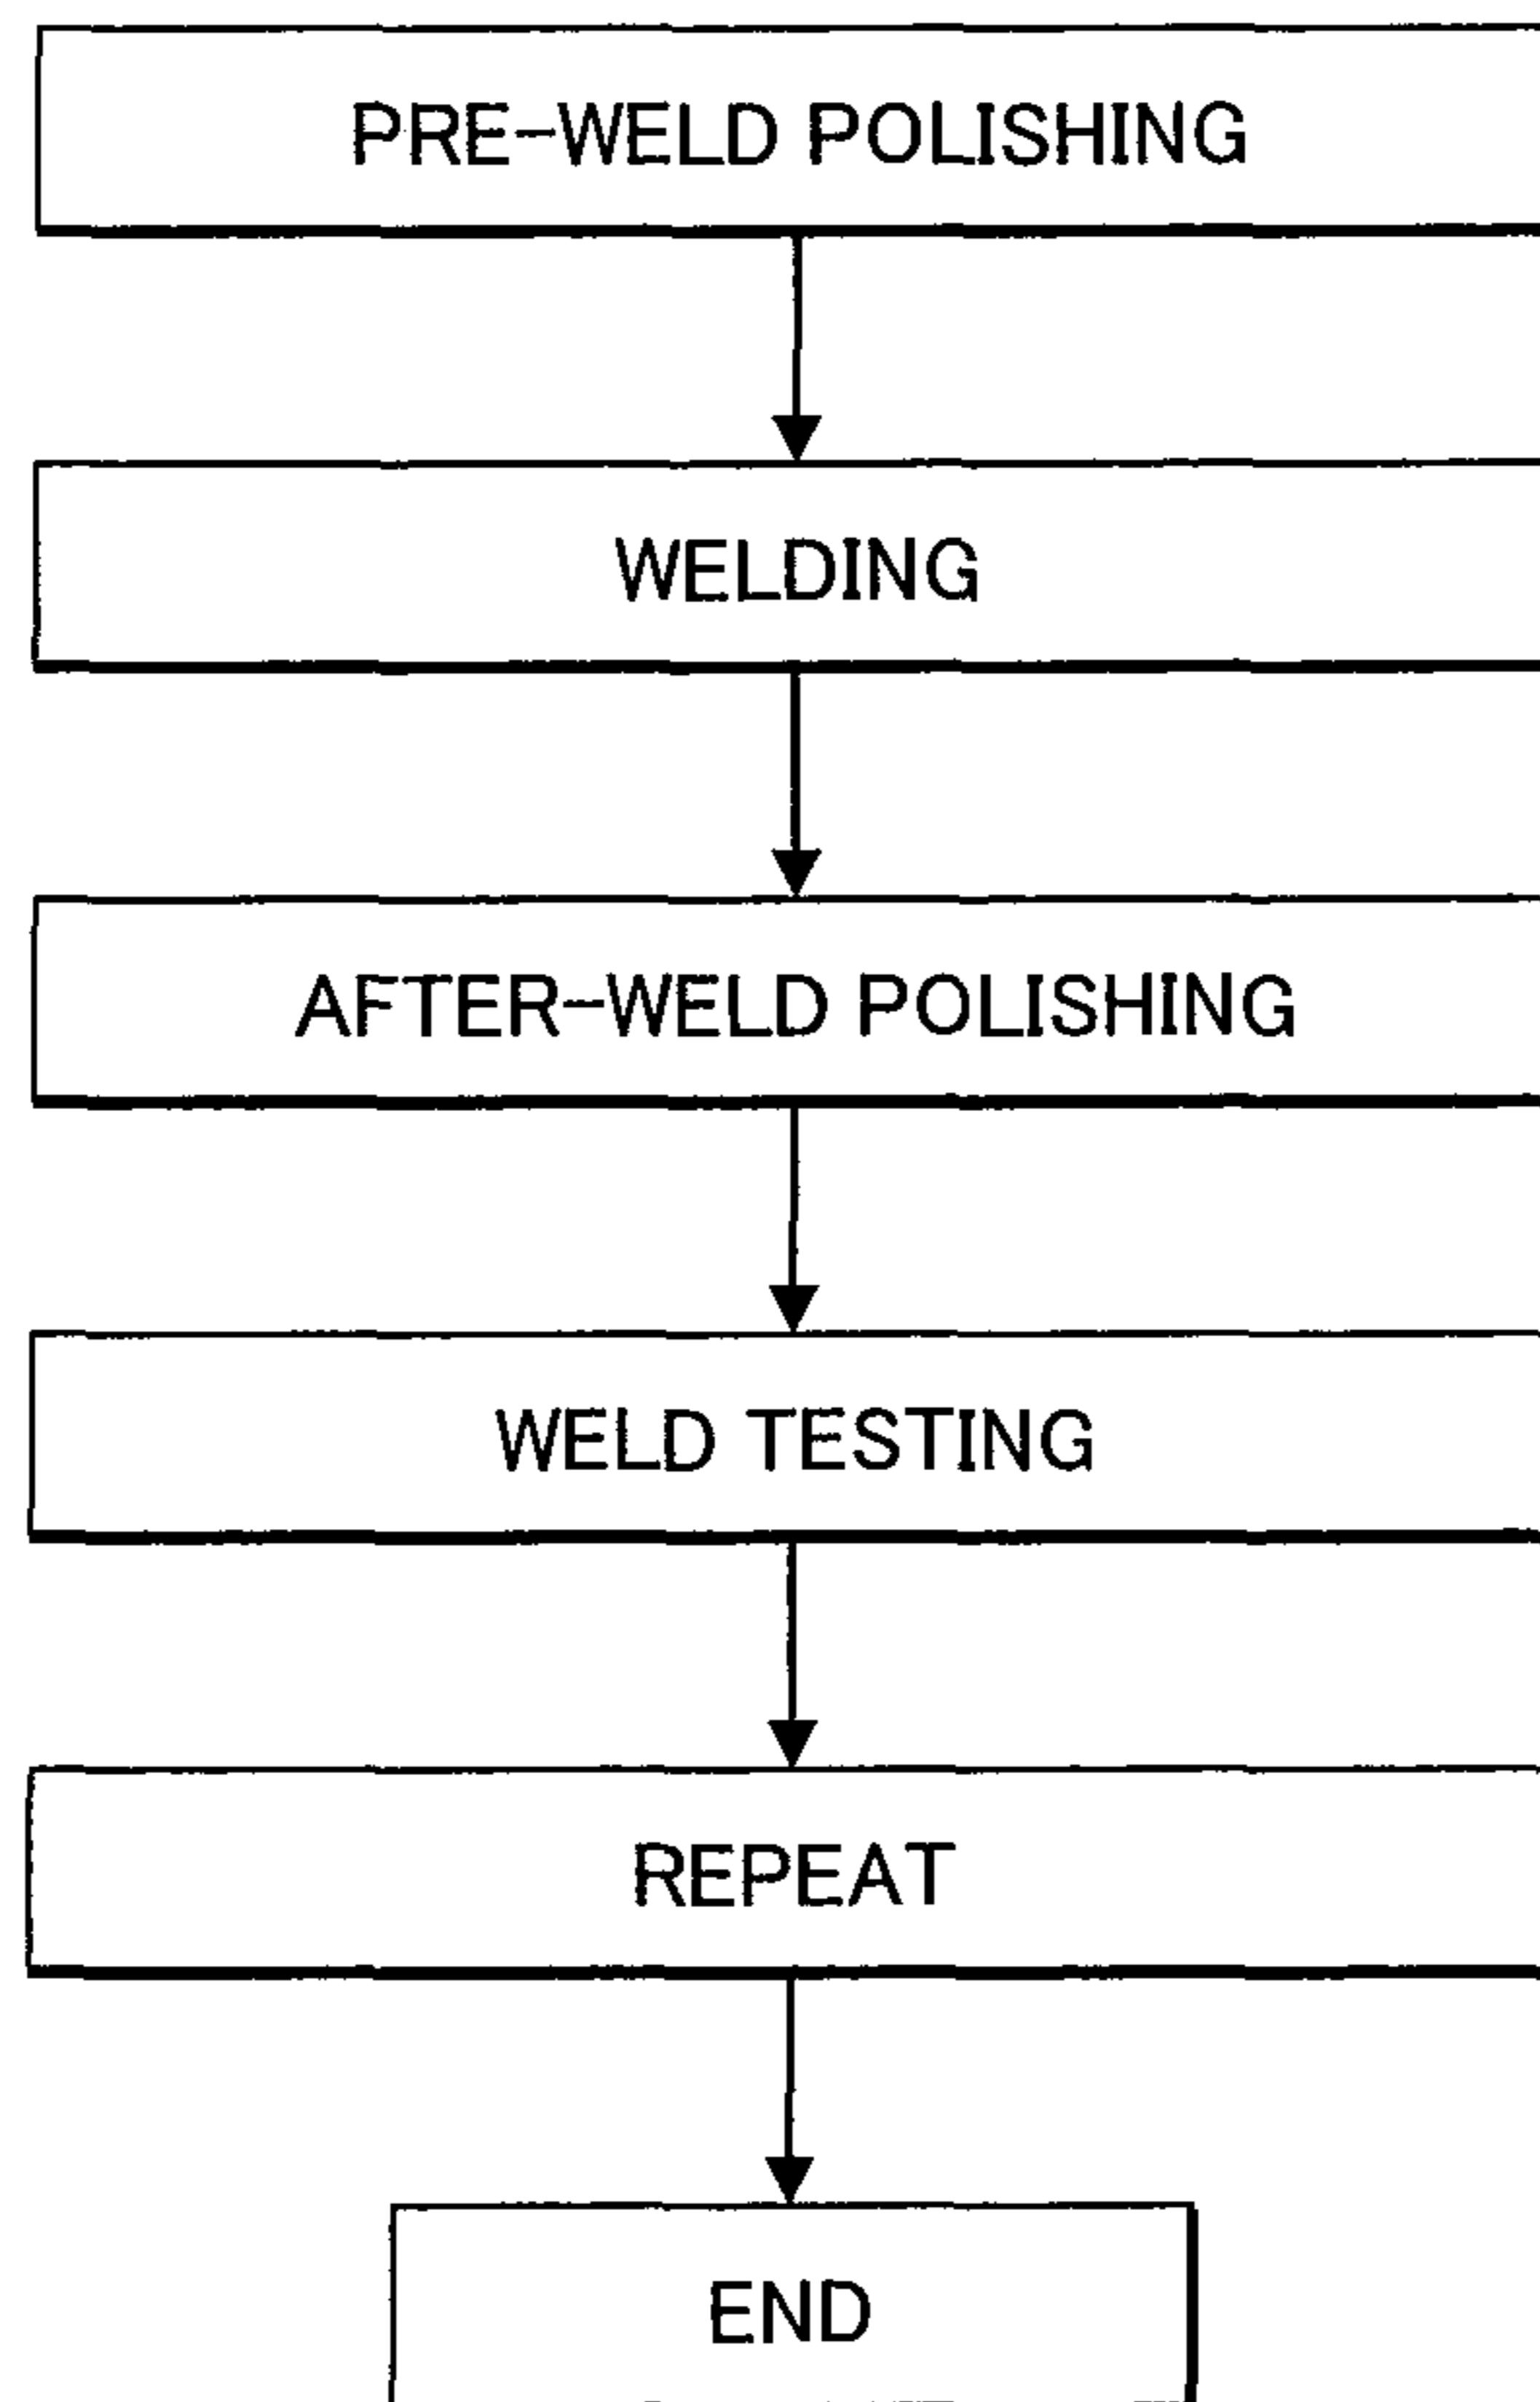 PRE-WELD POLISHING
WELDING
AFTER-WELD POLISHING
WELD TESTING
REPEAT
END